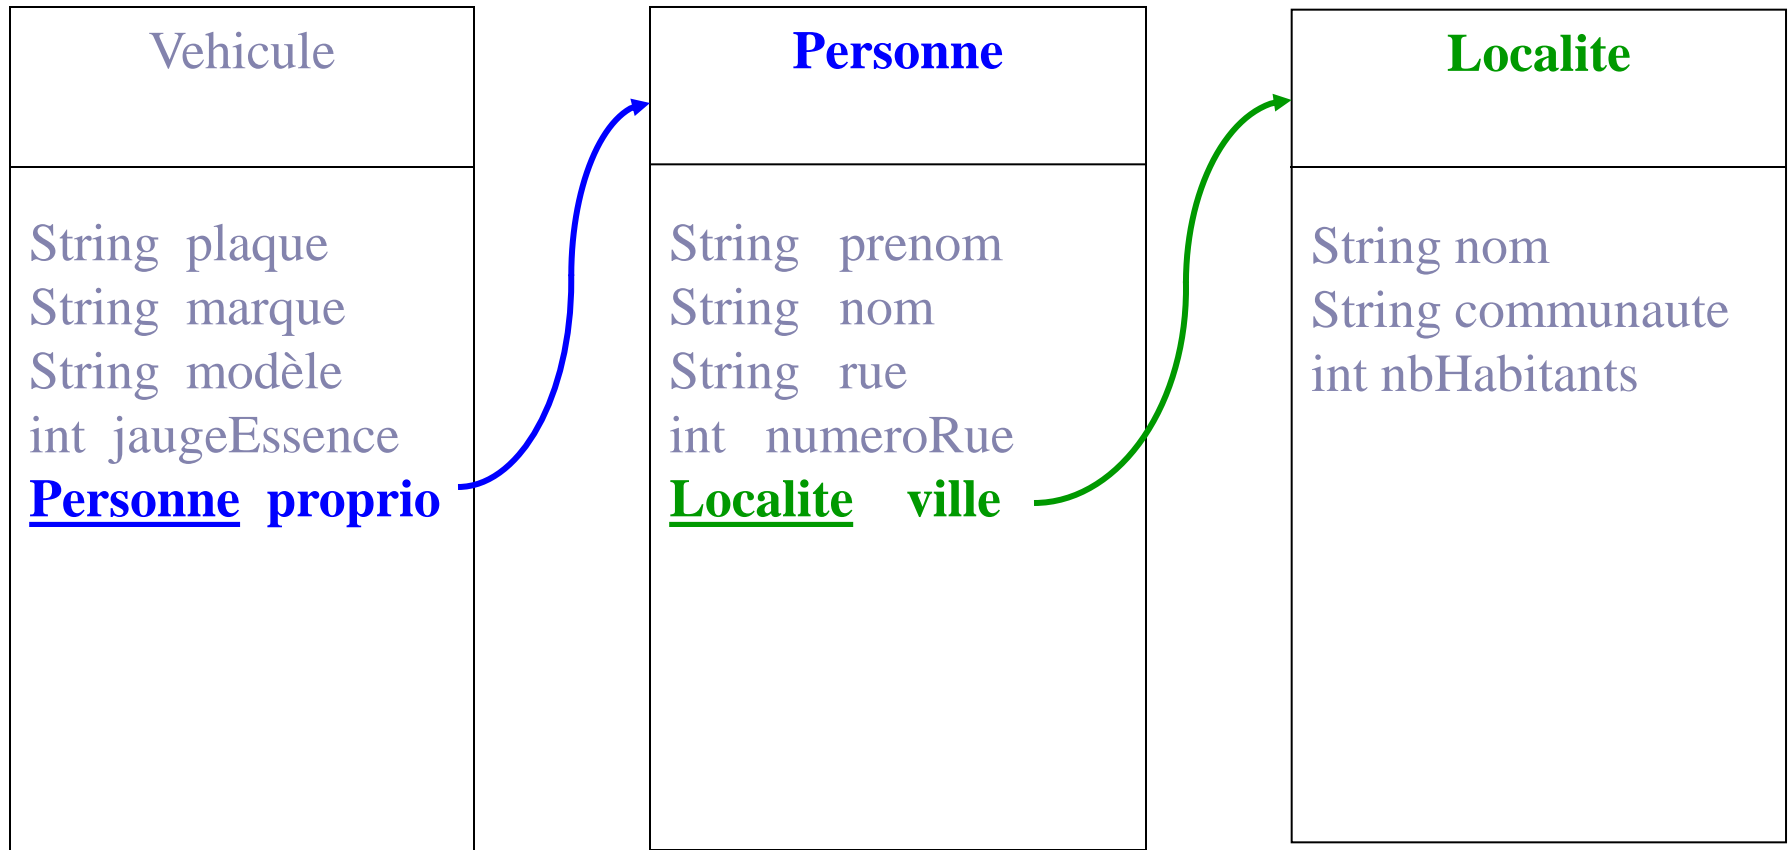 Vehicule
String plaque
String marque
String modèle
int jaugeEssence
Personne proprio
Personne
String prenom
String nom
String rue
int numeroRue
Localite ville
Localite
String nom
String communaute
int nbHabitants